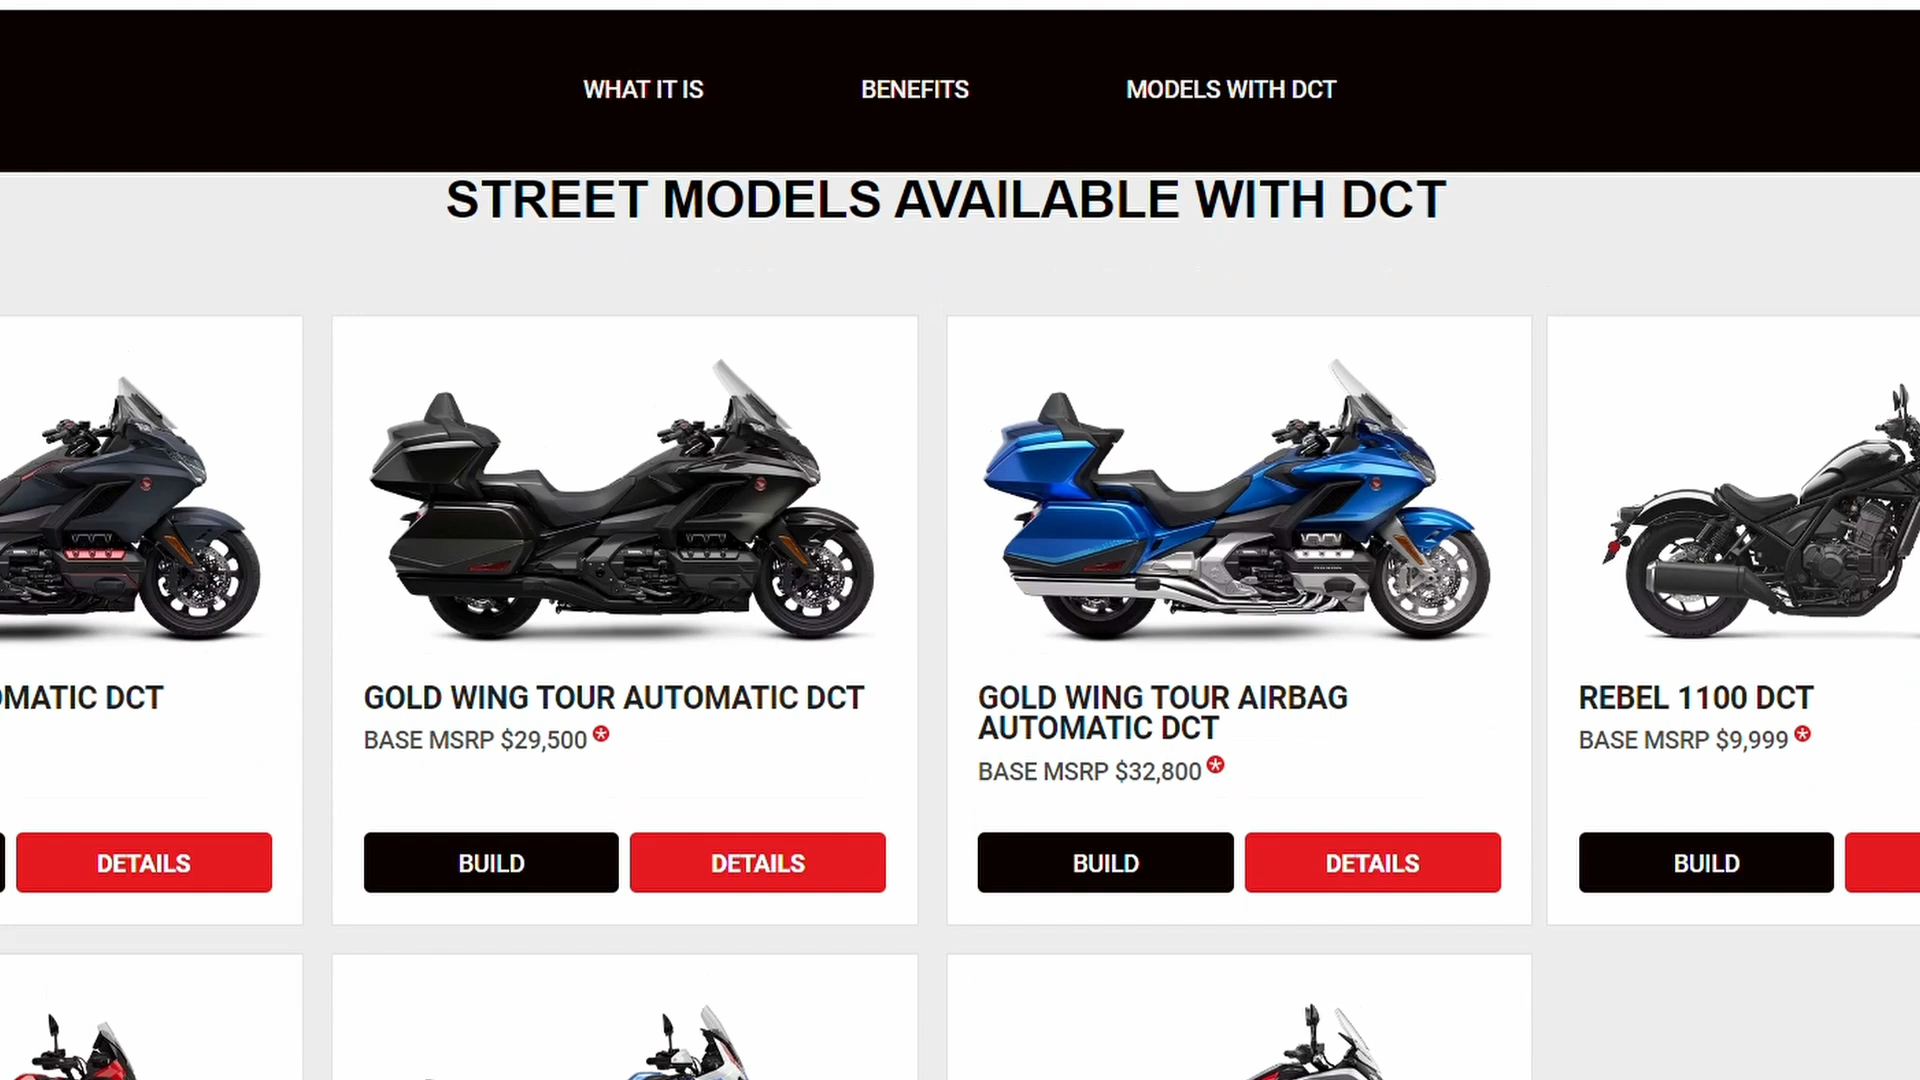 WHAT IT IS
BENEFITS
MODELS WITH DCT
STREET MODELS AVAILABLE WITH DCT
OMATIC DCT
DETAILS
GOLD WING TOUR AUTOMATIC DCT
BASE MSRP $29,500
BUILD
DETAILS
GOLD WING TOUR AIRBAG
AUTOMATIC DCT
BASE MSRP $32,800
BUILD
DETAILS
REBEL 1100 DCT
BASE MSRP $9,999
BUILD